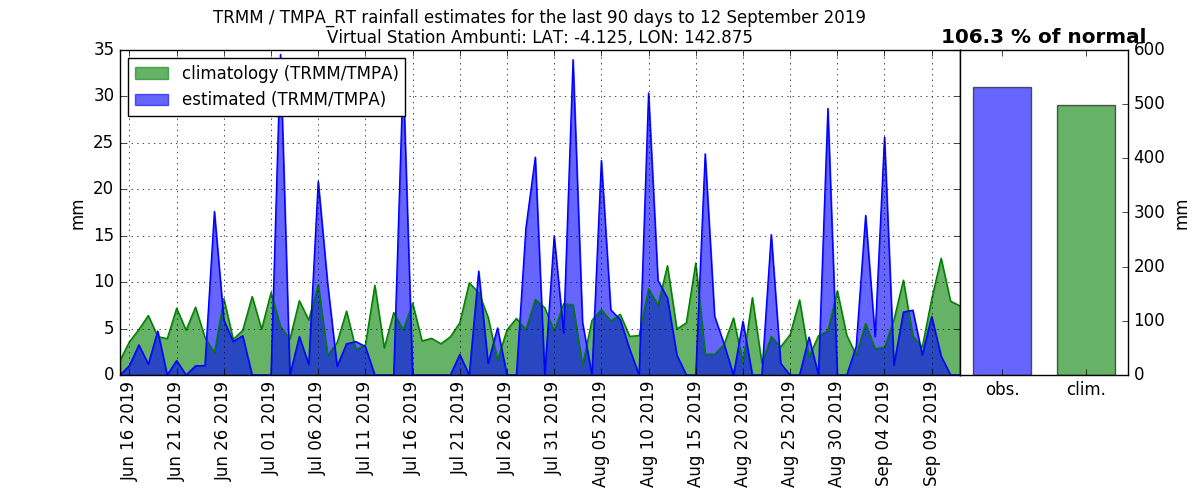 TRMM / TMPA_RT rainfall estimates for the last 90 days to 12 September 2019
Virtual Station Ambunti: LAT: -4.125, LON: 142.875
106.3 % of normal
climatology (TRMM/TMPA)
estimated (TRMM/TMPA)
35
30
25
20
15
10
5
0
mm
Jun 16 2019
Jun 21 2019
Jun 26 2019
Jul 01 2019
Jul 06 2019
Jul 11 2019
Jul 16 2019
Jul 21 2019
Jul 26 2019
Jul 31 2019
Aug 05 2019
Aug 10 2019
Aug 15 2019
Aug 20 2019
Aug 25 2019
Aug 30 2019
Sep 04 2019
Sep 09 2019
600
500
400
300
200
100
0
mm
obs.
clim.